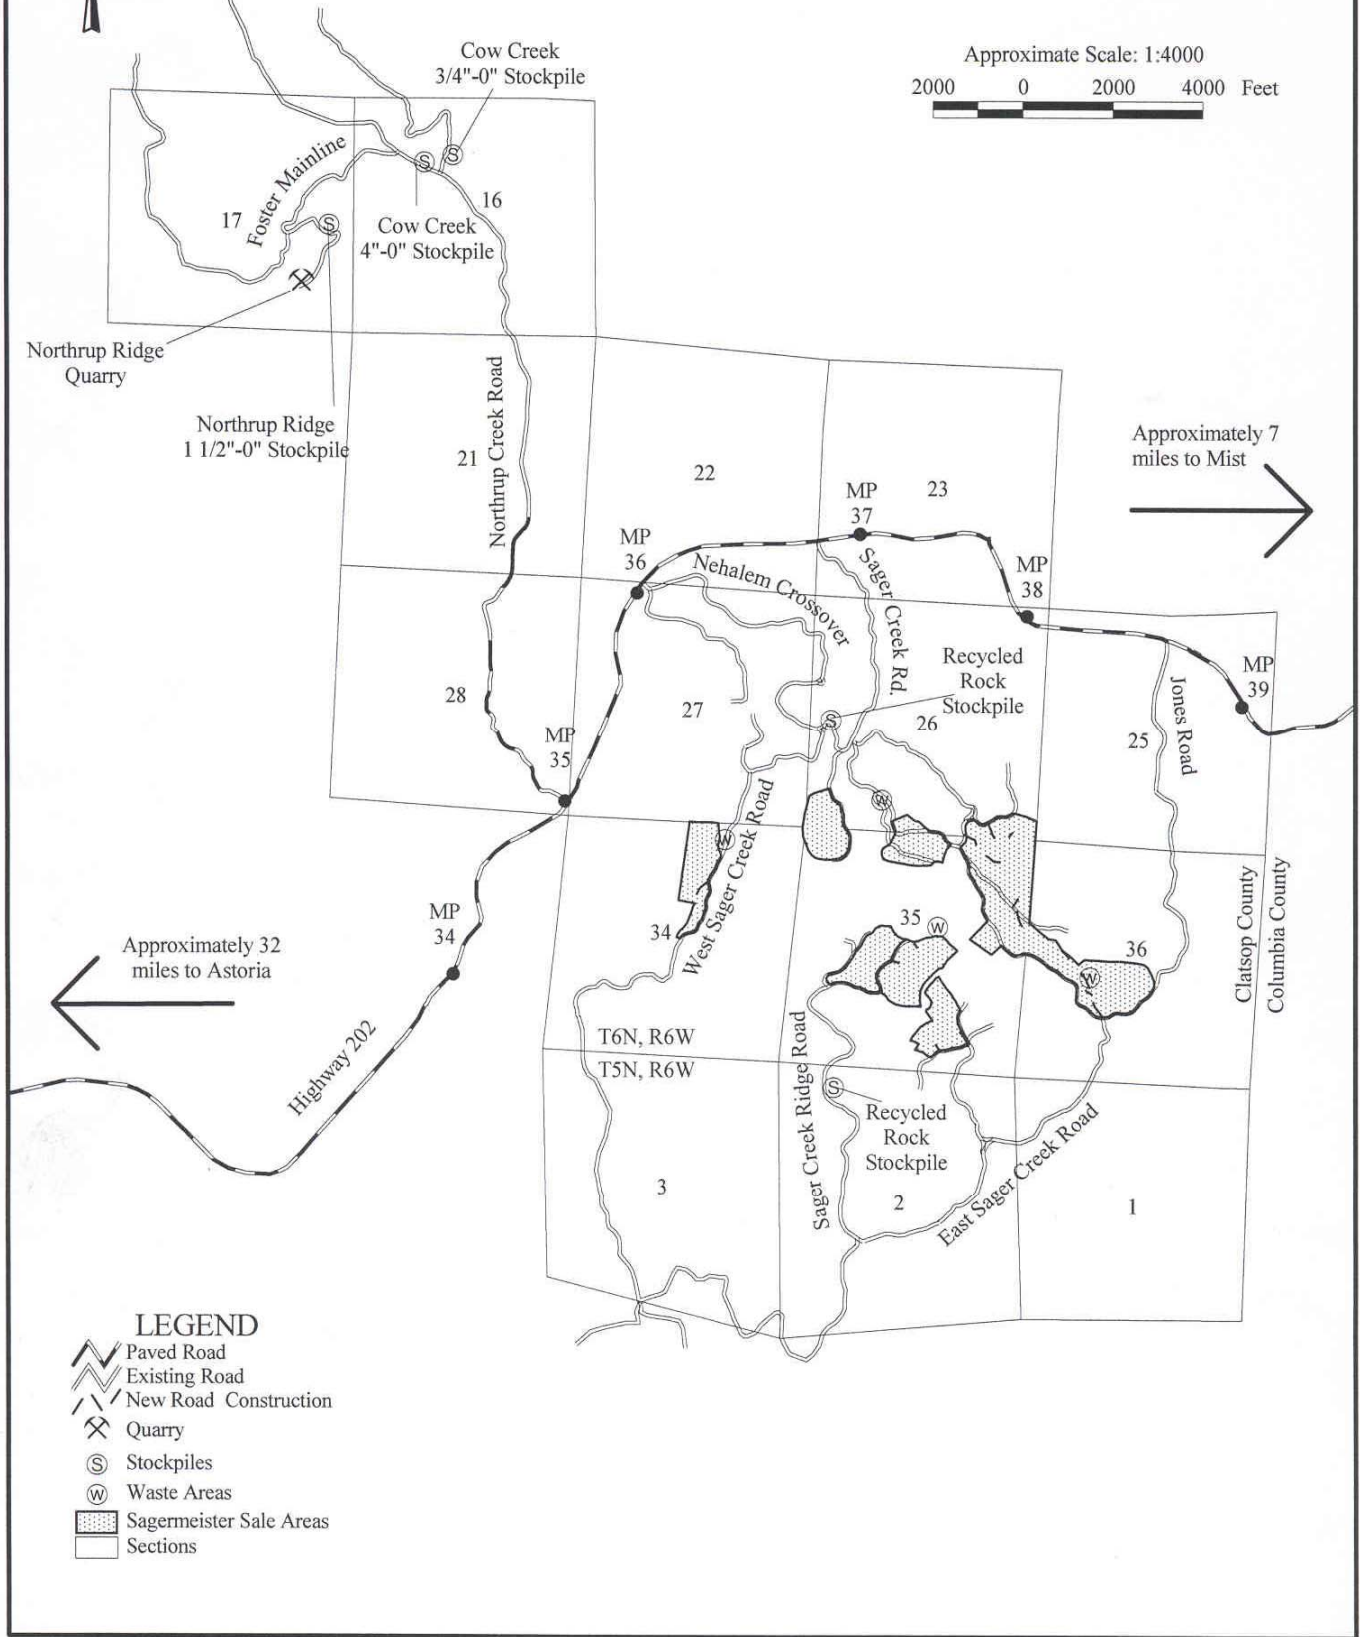 Cow Creek
3/4"-0" Stockpile
Approximate Scale: 1:4000
2000 0 2000 4000 Feet
Foster Mainline
S
S
16
17
S
Cow Creek
4"-0" Stockpile
Northrup Ridge
Quarry
Northrup Ridge
1 1/2"-0" Stockpile
Northrup Creek Road
21
22
23
Approximately 7
miles to Mist
MP
37
MP
36
MP
38
Nehalem Crossover
Sager Creek Rd.
Recycled
Rock
Stockpile
MP
39
28
27
S
26
25
Jones Road
MP
35
W
W
West Sager Creek Road
MP
34
34
35
W
36
W
Clatsop County
Columbia County
Approximately 32
miles to Astoria
Highway 202
T6N, R6W
T5N, R6W
Sager Creek Ridge Road
S
Recycled
Rock
Stockpile
East Sager Creek Road
3
2
1
LEGEND
Paved Road
Existing Road
New Road Construction
Quarry
S Stockpiles
W Waste Areas
Sagermeister Sale Areas
Sections